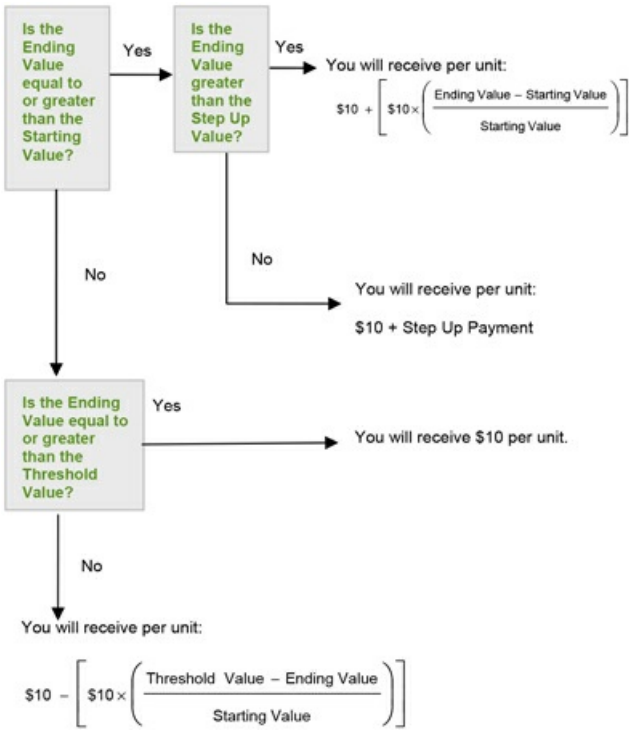 Is the
Ending
Value
equal to
or greater
than the
Starting
Value?
Yes
Is the
Ending
Value
greater
than the
Step Up
Value?
Yes
You will receive per unit:
$10 + [ $10 × ( Ending Value – Starting Value
Starting Value ) ]
No
No
You will receive per unit:
$10 + Step Up Payment
Is the Ending
Value equal to
or greater
than the
Threshold
Value?
Yes
You will receive $10 per unit.
No
You will receive per unit:
$10 – [ $10 × ( Threshold Value – Ending Value
Starting Value ) ]